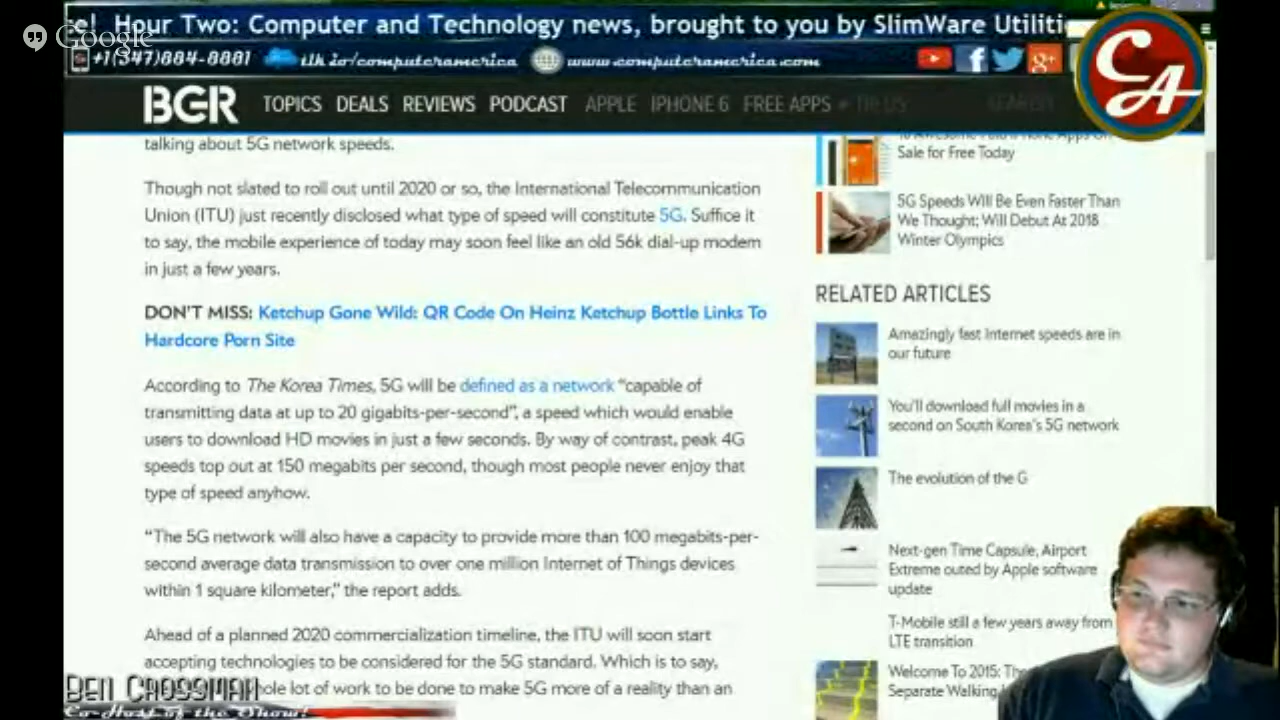 re! Hour Two: Computer and Technology news, brought to you by SlimWare Utiliti
Google
+1(347)884-8881 tlk.io/computeramerica www.computeramerica.com
CA
BGR TOPICS DEALS REVIEWS PODCAST APPLE IPHONE 6 FREE APPS TIP US SEARCH
talking about 5G network speeds.
Though not slated to roll out until 2020 or so, the International Telecommunication
Union (ITU) just recently disclosed what type of speed will constitute 5G. Suffice it
to say, the mobile experience of today may soon feel like an old 56k dial-up modem
in just a few years.
DON'T MISS: Ketchup Gone Wild: QR Code On Heinz Ketchup Bottle Links To
Hardcore Porn Site
According to The Korea Times, 5G will be defined as a network “capable of
transmitting data at up to 20 gigabits-per-second”, a speed which would enable
users to download HD movies in just a few seconds. By way of contrast, peak 4G
speeds top out at 150 megabits per second, though most people never enjoy that
type of speed anyhow.
“The 5G network will also have a capacity to provide more than 100 megabits-per-
second average data transmission to over one million Internet of Things devices
within 1 square kilometer,” the report adds.
Ahead of a planned 2020 commercialization timeline, the ITU will soon start
accepting technologies to be considered for the 5G standard. Which is to say,
ole lot of work to be done to make 5G more of a reality than an
Sale for Free Today
5G Speeds Will Be Even Faster Than
We Thought; Will Debut At 2018
Winter Olympics
RELATED ARTICLES
Amazingly fast Internet speeds are in
our future
You'll download full movies in a
second on South Korea's 5G network
The evolution of the G
Next-gen Time Capsule, Airport
Extreme outed by Apple software
update
T-Mobile still a few years away from
LTE transition
Welcome To 2015: The
Separate Walking
BEN CROSSMAN
Co-Host of the Show!